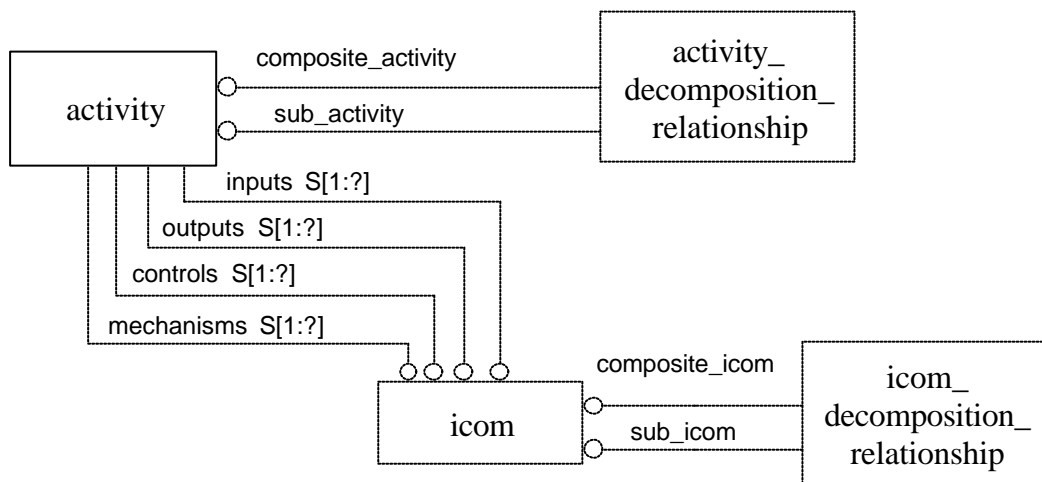 composite_activity
activity_
decomposition_
relationship
activity
sub_activity
inputs S[1:?]
outputs S[1:?]
controls S[1:?]
mechanisms S[1:?]
composite_icom
icom_
decomposition_
relationship
icom
sub_icom